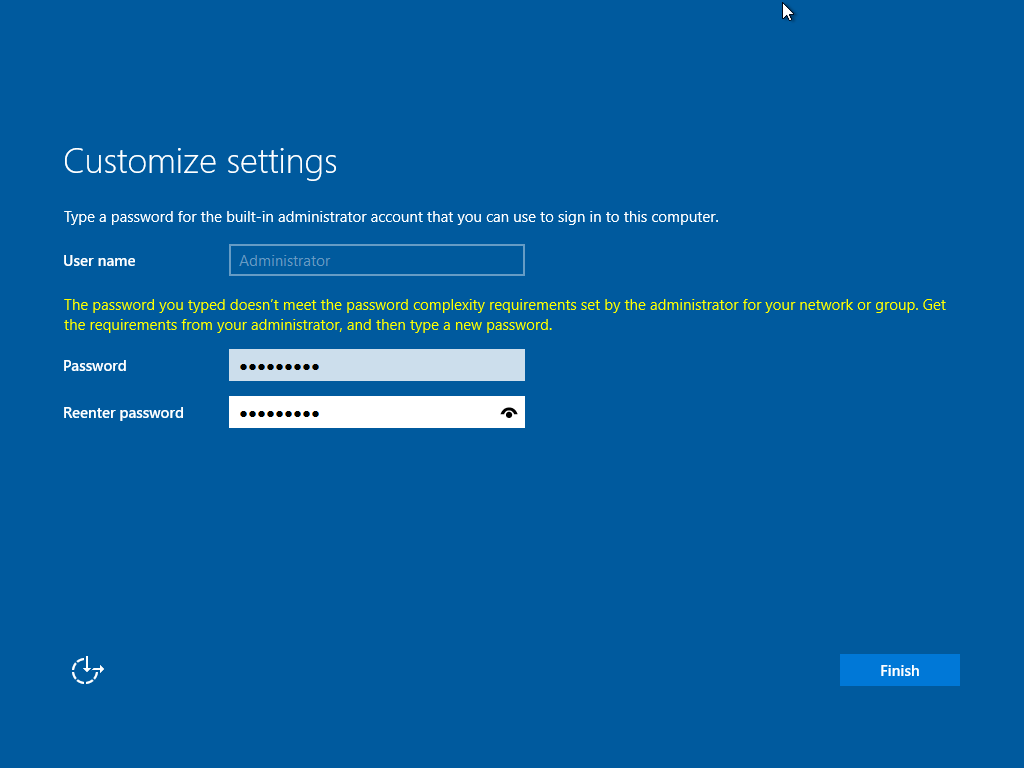 Customize settings
Type a password for the built-in administrator account that you can use to sign in to this computer.
User name
Administrator
The password you typed doesn't meet the password complexity requirements set by the administrator for your network or group. Get
the requirements from your administrator, and then type a new password.
Password
●●●●●●●●●
Reenter password
●●●●●●●●●
Finish